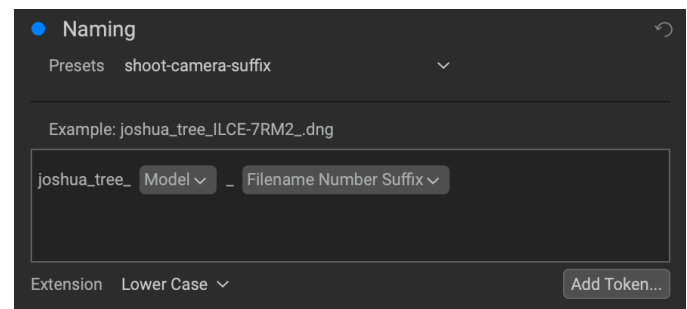 Naming
Presets shoot-camera-suffix
Example: joshua_tree_ILCE-7RM2_.dng
joshua_tree_ Model _ Filename Number Suffix
Extension Lower Case Add Token...